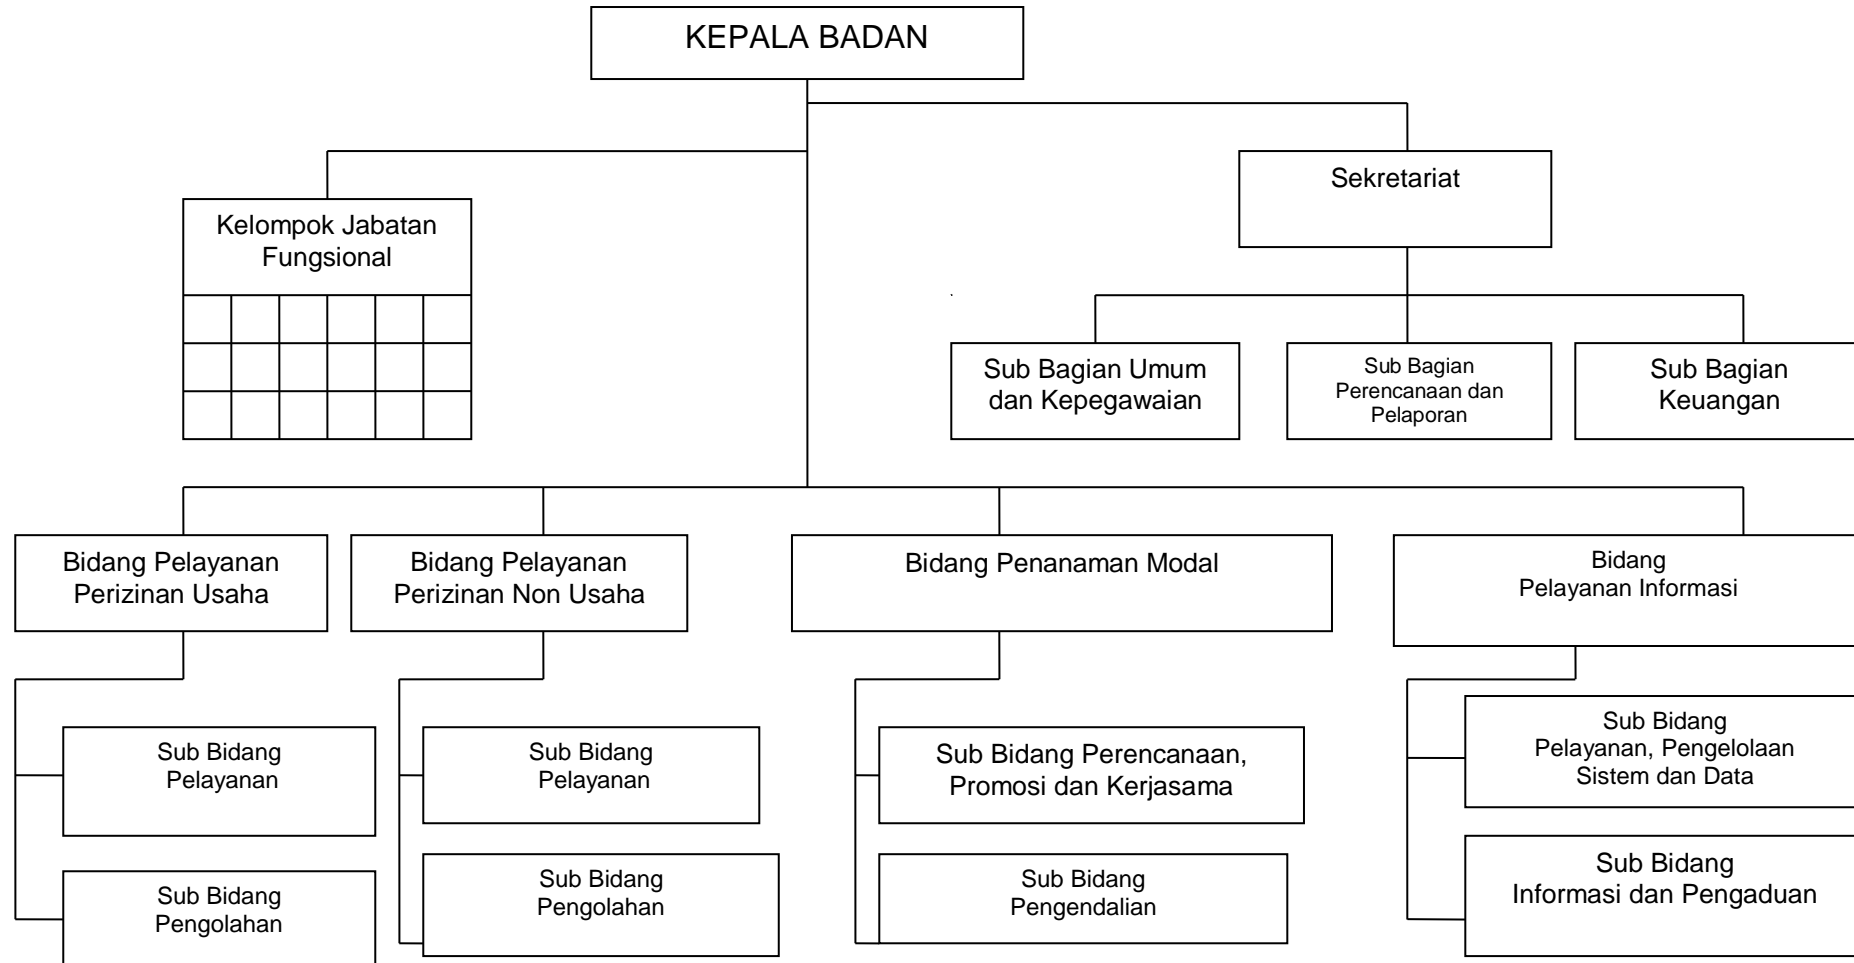 KEPALA BADAN
Sekretariat
Kelompok Jabatan
Fungsional
Sub Bagian Umum
dan Kepegawaian
Sub Bagian
Perencanaan dan
Pelaporan
Sub Bagian
Keuangan
Bidang Pelayanan
Perizinan Usaha
Bidang Pelayanan
Perizinan Non Usaha
Bidang Penanaman Modal
Bidang
Pelayanan Informasi
Sub Bidang
Pelayanan
Sub Bidang
Pelayanan
Sub Bidang Perencanaan,
Promosi dan Kerjasama
Sub Bidang
Pelayanan, Pengelolaan
Sistem dan Data
Sub Bidang
Pengolahan
Sub Bidang
Pengolahan
Sub Bidang
Pengendalian
Sub Bidang
Informasi dan Pengaduan